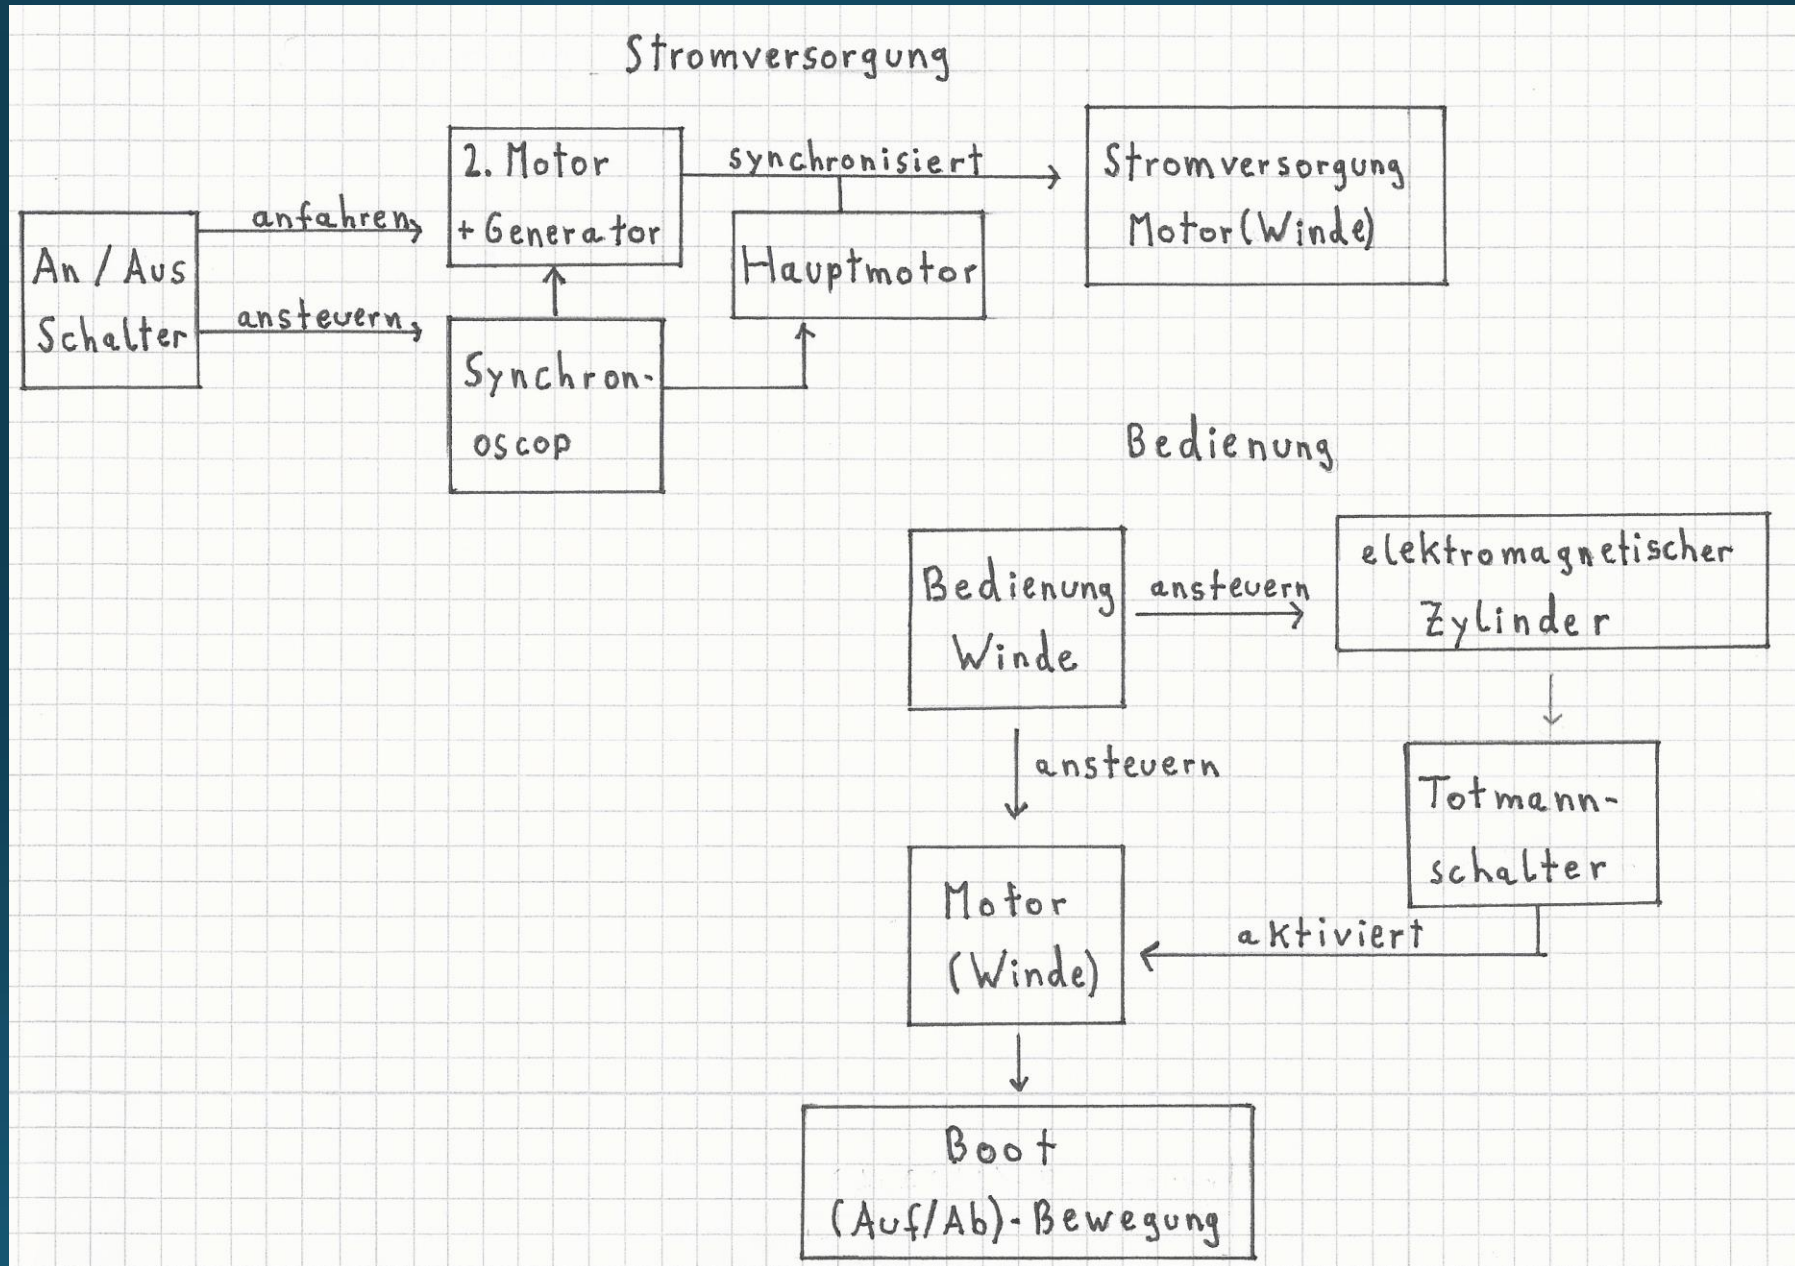 Stromversorgung
An / Aus
Schalter
anfahren
ansteuern
2. Motor
+ Generator
Synchron-
oscop
synchronisiert
Hauptmotor
Stromversorgung
Motor (Winde)
Bedienung
Bedienung
Winde
ansteuern
elektromagnetischer
Zylinder
ansteuern
Totmann-
schalter
aktiviert
Motor
(Winde)
Boot
(Auf/Ab)-Bewegung